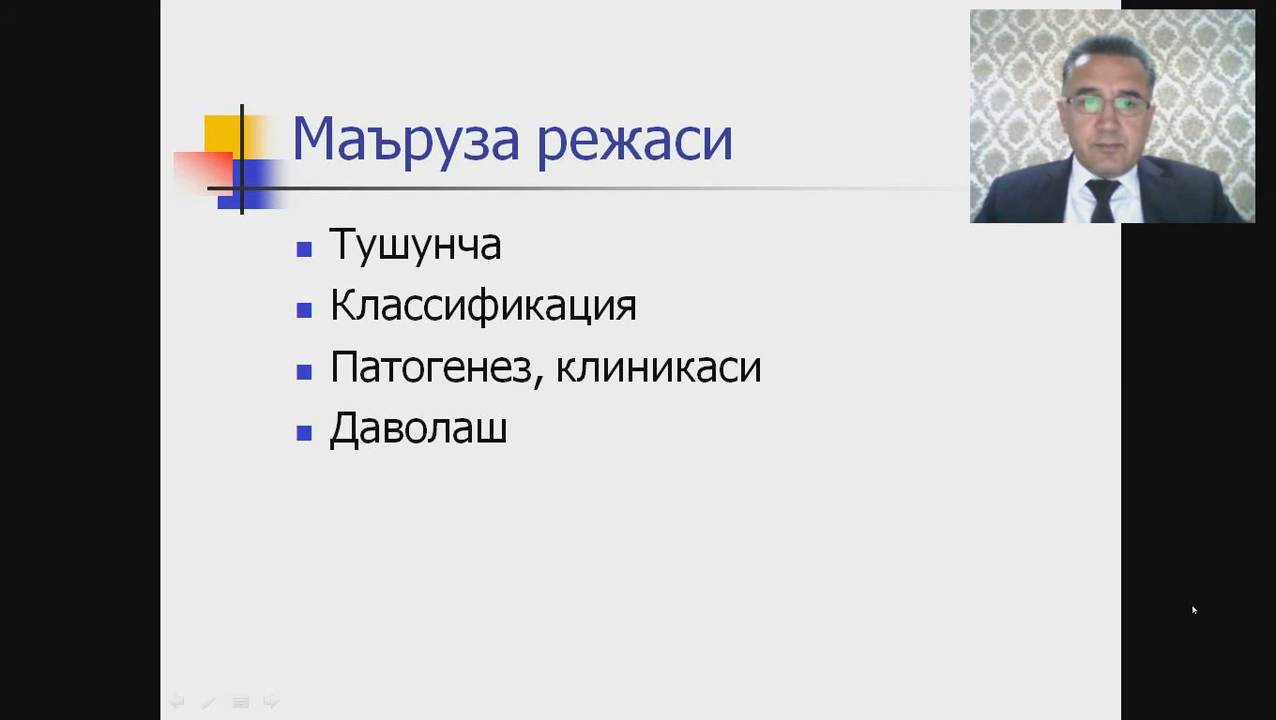 Маъруза режаси
Тушунча
Классификация
Патогенез, клиникаси
Даволаш